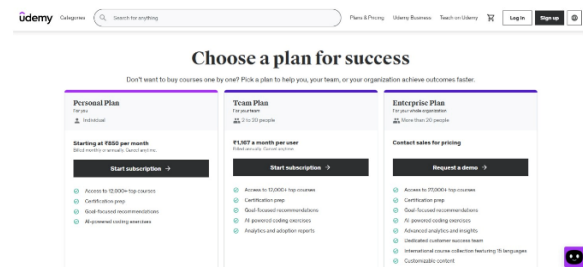 ûdemy
Categories
Search for anything
Plans & Pricing
Udemy Business
Teach on Udemy
Log in
Sign up
Choose a plan for success
Don't want to buy courses one by one? Pick a plan to help you, your team, or your organization achieve outcomes faster.
Personal Plan
For you
Individual
Starting at ₹850 per month
Billed monthly or annually. Cancel anytime.
Start subscription →
Access to 12,000+ top courses
Certification prep
Goal-focused recommendations
AI-powered coding exercises
Team Plan
For your team
2 to 20 people
₹1,167 a month per user
Billed annually. Cancel anytime.
Start subscription →
Access to 12,000+ top courses
Certification prep
Goal-focused recommendations
AI-powered coding exercises
Analytics and adoption reports
Enterprise Plan
For your whole organization
More than 20 people
Contact sales for pricing
Request a demo →
Access to 27,000+ top courses
Certification prep
Goal-focused recommendations
AI-powered coding exercises
Advanced analytics and insights
Dedicated customer success team
International course collection featuring 15 languages
Customizable content